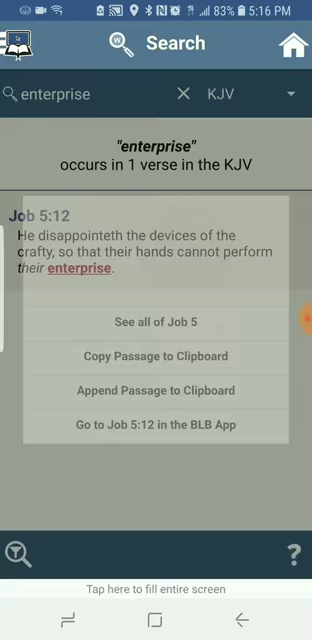 83% 5:16 PM
W Search
enterprise KJV
"enterprise"
occurs in 1 verse in the KJV
Job 5:12
He disappointeth the devices of the
crafty, so that their hands cannot perform
their enterprise.
See all of Job 5
Copy Passage to Clipboard
Append Passage to Clipboard
Go to Job 5:12 in the BLB App
?
Tap here to fill entire screen